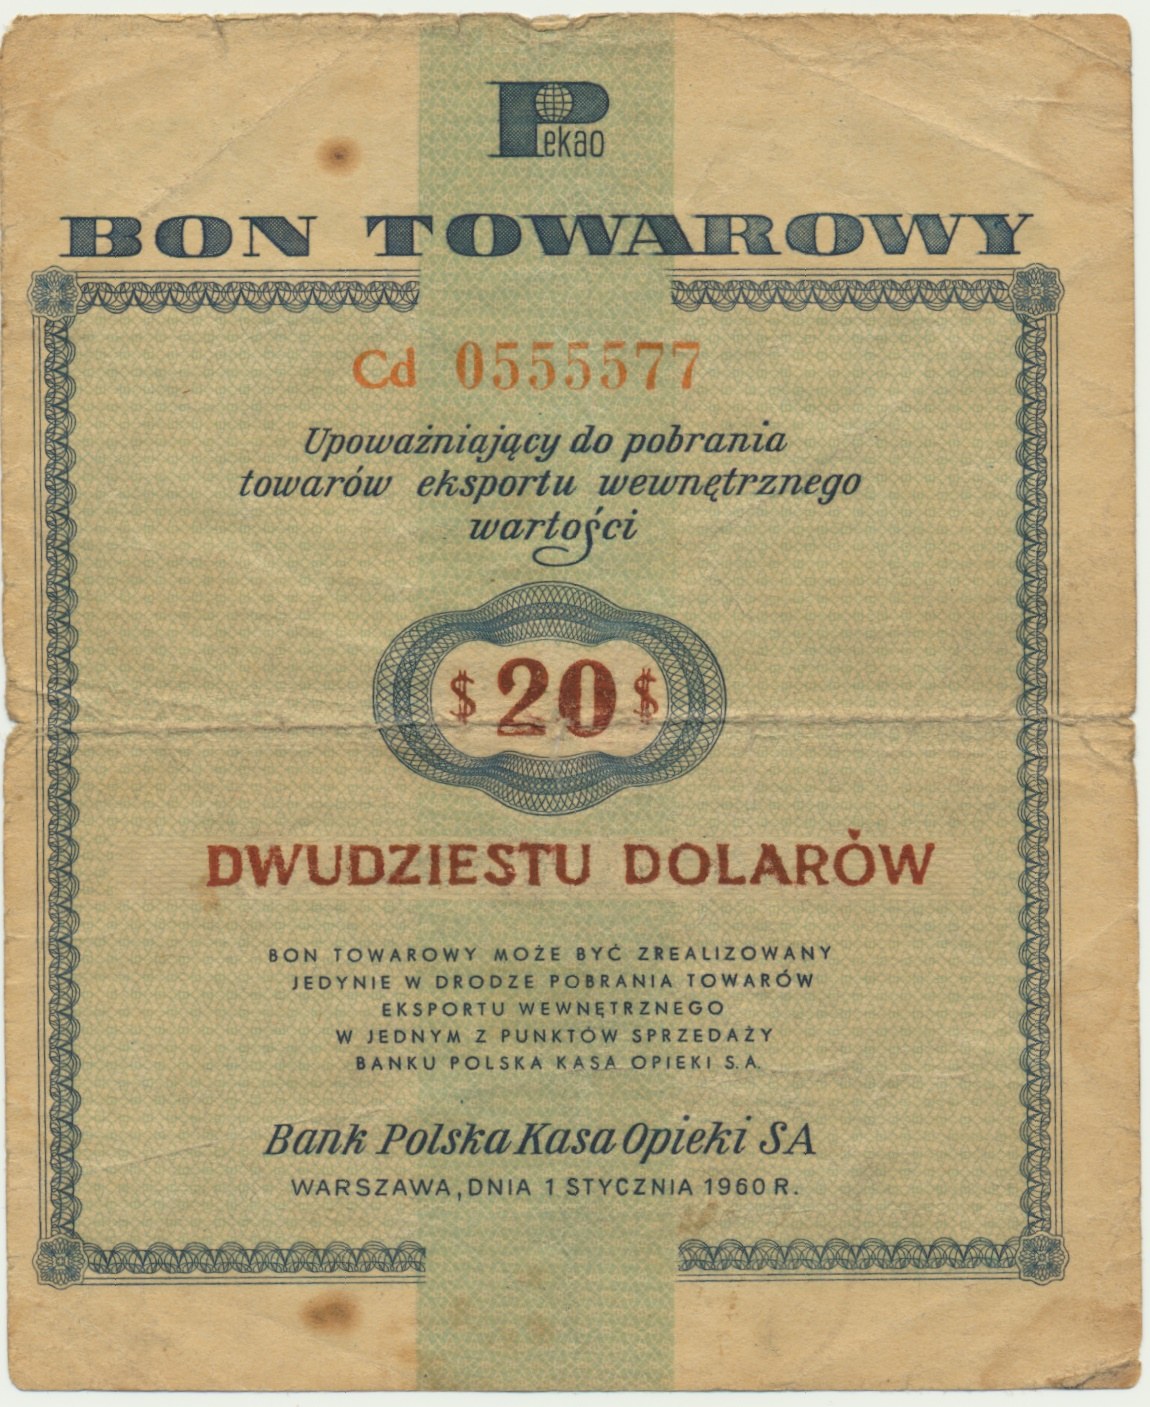 Pekao
BON TOWAROWY
Cd 0555577
Upoważniający do pobrania
towarów eksportu wewnętrznego
wartości
$ 20 $
DWUDZIESTU DOLARÓW
BON TOWAROWY MOŻE BYĆ ZREALIZOWANY
JEDYNIE W DRODZE POBRANIA TOWARÓW
EKSPORTU WEWNĘTRZNEGO
W JEDNYM Z PUNKTÓW SPRZEDAŻY
BANKU POLSKA KASA OPIEKI S.A.
Bank Polska Kasa Opieki SA
WARSZAWA, DNIA 1 STYCZNIA 1960 R.